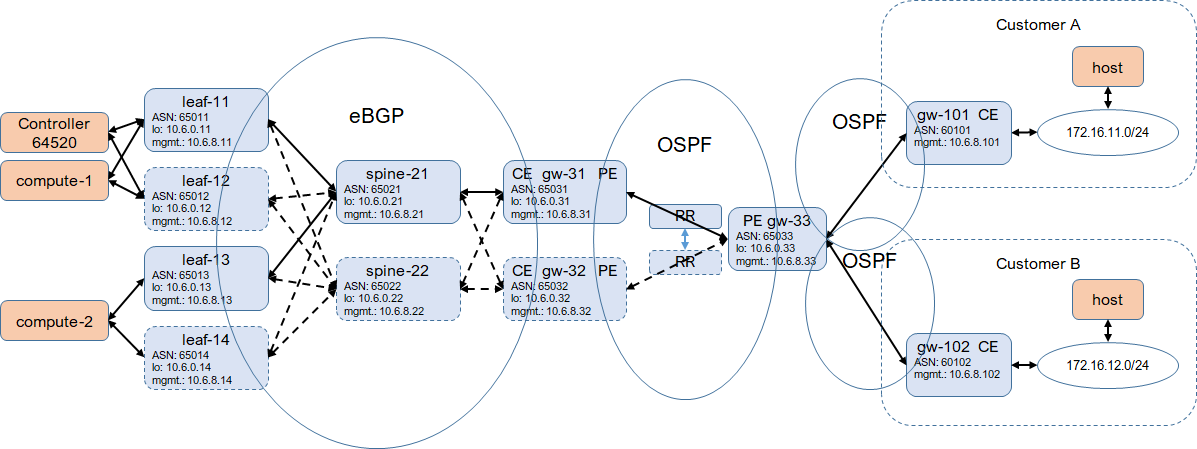 Controller
64520
compute-1
compute-2
leaf-11
ASN: 65011
lo: 10.6.0.11
mgmt.: 10.6.8.11
leaf-12
ASN: 65012
lo: 10.6.0.12
mgmt.: 10.6.8.12
leaf-13
ASN: 65013
lo: 10.6.0.13
mgmt.: 10.6.8.13
leaf-14
ASN: 65014
lo: 10.6.0.14
mgmt.: 10.6.8.14
eBGP
spine-21
ASN: 65021
lo: 10.6.0.21
mgmt.: 10.6.8.21
spine-22
ASN: 65022
lo: 10.6.0.22
mgmt.: 10.6.8.22
CE gw-31 PE
ASN: 65031
lo: 10.6.0.31
mgmt.: 10.6.8.31
CE gw-32 PE
ASN: 65032
lo: 10.6.0.32
mgmt.: 10.6.8.32
OSPF
RR
RR
PE gw-33
ASN: 65033
lo: 10.6.0.33
mgmt.: 10.6.8.33
OSPF
OSPF
Customer A
host
gw-101 CE
ASN: 60101
mgmt.: 10.6.8.101
172.16.11.0/24
Customer B
host
gw-102 CE
ASN: 60102
mgmt.: 10.6.8.102
172.16.12.0/24